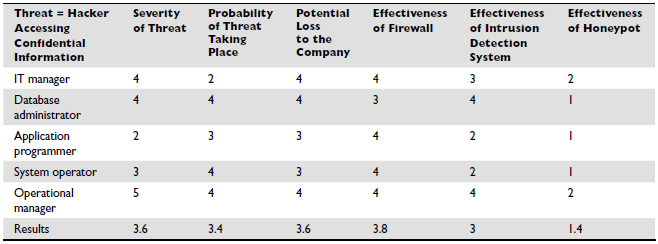 Threat = Hacker Accessing Confidential Information | Severity of Threat | Probability of Threat Taking Place | Potential Loss to the Company | Effectiveness of Firewall | Effectiveness of Intrusion Detection System | Effectiveness of Honeypot
IT manager 4 2 4 4 3 2
Database administrator 4 4 4 3 4 1
Application programmer 2 3 3 4 2 1
System operator 3 4 3 4 2 1
Operational manager 5 4 4 4 4 2
Results 3.6 3.4 3.6 3.8 3 1.4